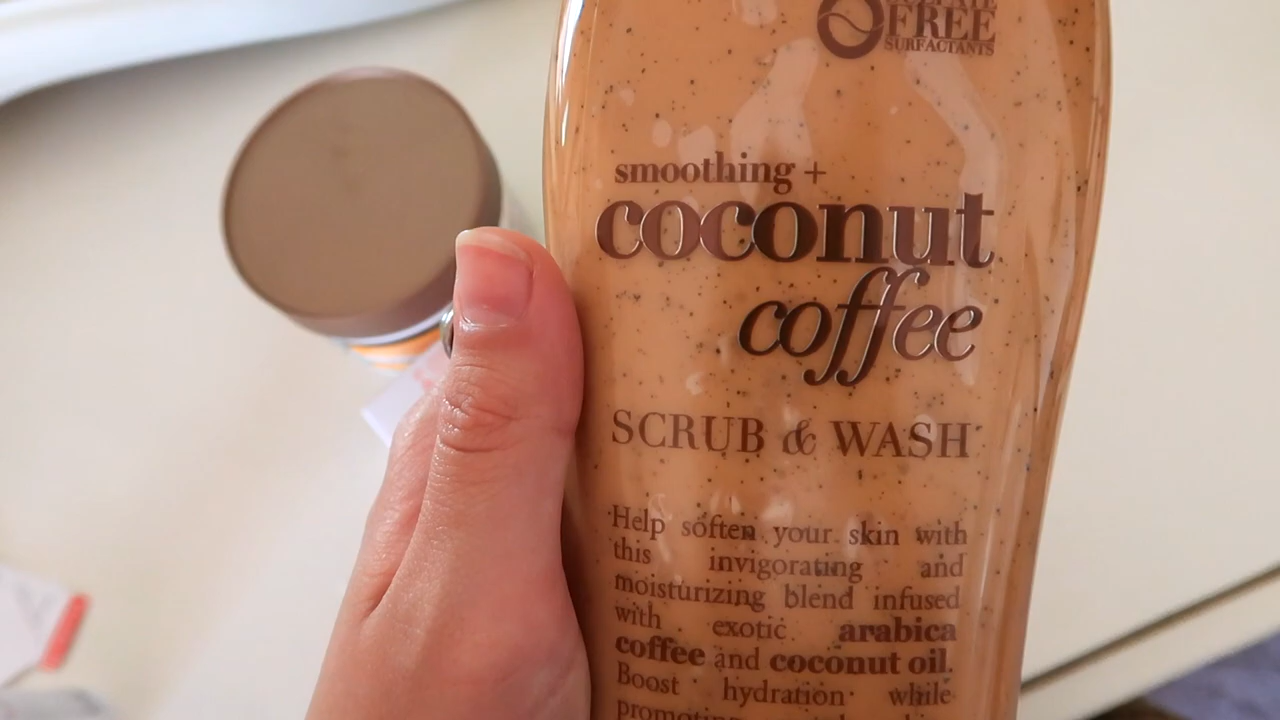 FREE
SURFACTANTS
smoothing +
coconut
coffee
SCRUB & WASH
Help soften your skin with
this invigorating and
moisturizing blend infused
with exotic arabica
coffee and coconut oil.
Boost hydration while